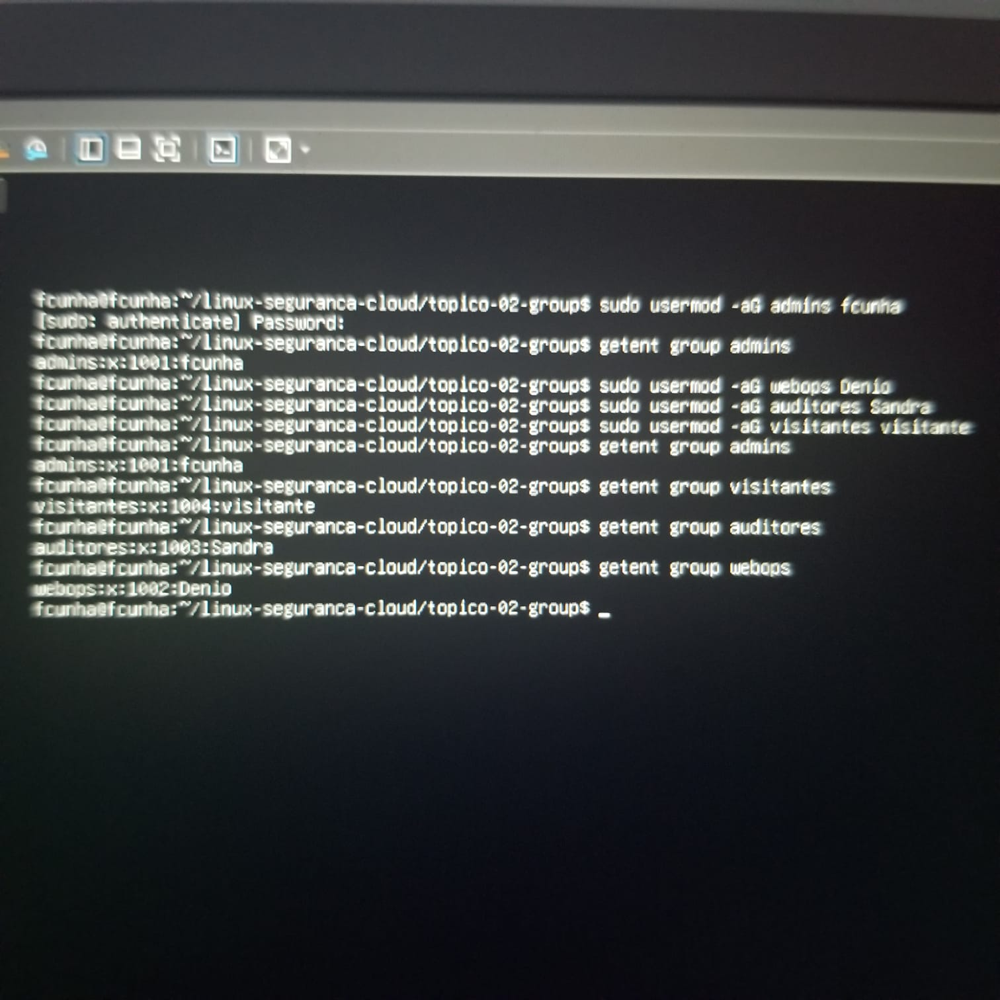 fcunha@fcunha:~/linux-seguranca-cloud/topico-02-group$ sudo usermod -aG admins fcunha
[sudo: authenticate] Password:
fcunha@fcunha:~/linux-seguranca-cloud/topico-02-group$ getent group admins
admins:x:1001:fcunha
fcunha@fcunha:~/linux-seguranca-cloud/topico-02-group$ sudo usermod -aG webops Denio
fcunha@fcunha:~/linux-seguranca-cloud/topico-02-group$ sudo usermod -aG auditores Sandra
fcunha@fcunha:~/linux-seguranca-cloud/topico-02-group$ sudo usermod -aG visitantes visitante
fcunha@fcunha:~/linux-seguranca-cloud/topico-02-group$ getent group admins
admins:x:1001:fcunha
fcunha@fcunha:~/linux-seguranca-cloud/topico-02-group$ getent group visitantes
visitantes:x:1004:visitante
fcunha@fcunha:~/linux-seguranca-cloud/topico-02-group$ getent group auditores
auditores:x:1003:Sandra
fcunha@fcunha:~/linux-seguranca-cloud/topico-02-group$ getent group webops
webops:x:1002:Denio
fcunha@fcunha:~/linux-seguranca-cloud/topico-02-group$ _